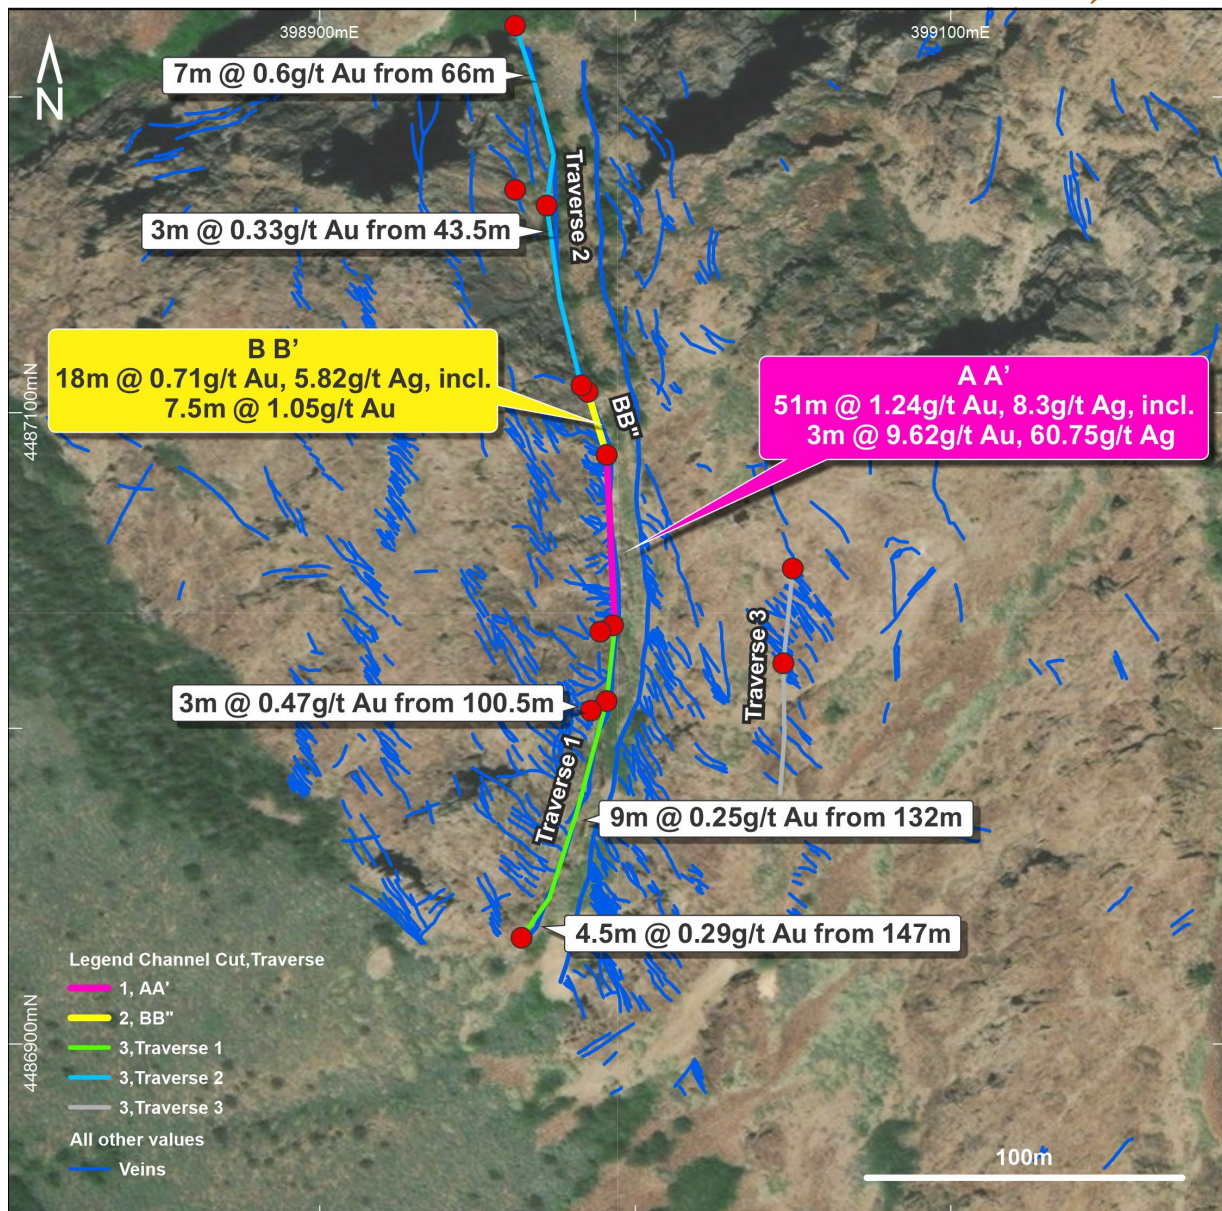 398900mE
399100mE
N
7m @ 0.6g/t Au from 66m
Traverse 2
3m @ 0.33g/t Au from 43.5m
B B’
18m @ 0.71g/t Au, 5.82g/t Ag, incl.
7.5m @ 1.05g/t Au
A A’
51m @ 1.24g/t Au, 8.3g/t Ag, incl.
3m @ 9.62g/t Au, 60.75g/t Ag
4487100mN
BB"
Traverse 3
3m @ 0.47g/t Au from 100.5m
Traverse 1
9m @ 0.25g/t Au from 132m
4.5m @ 0.29g/t Au from 147m
Legend Channel Cut,Traverse
1, AA'
2, BB"
3,Traverse 1
3,Traverse 2
3,Traverse 3
All other values
Veins
4486900mN
100m